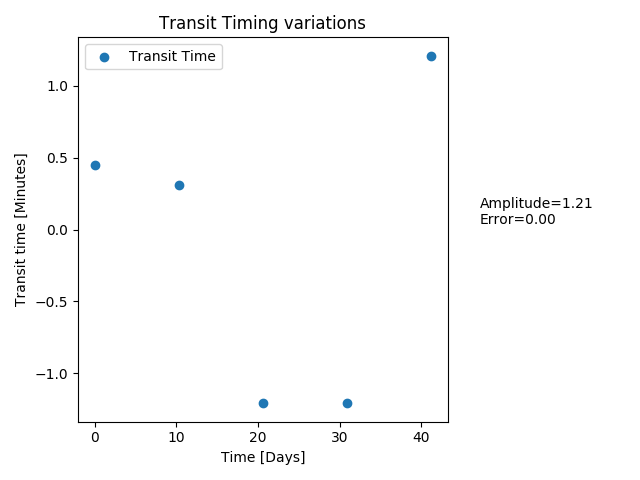 Transit Timing variations
Transit Time
1.0
0.5
0.0
−0.5
−1.0
Transit time [Minutes]
0 10 20 30 40
Time [Days]
Amplitude=1.21
Error=0.00